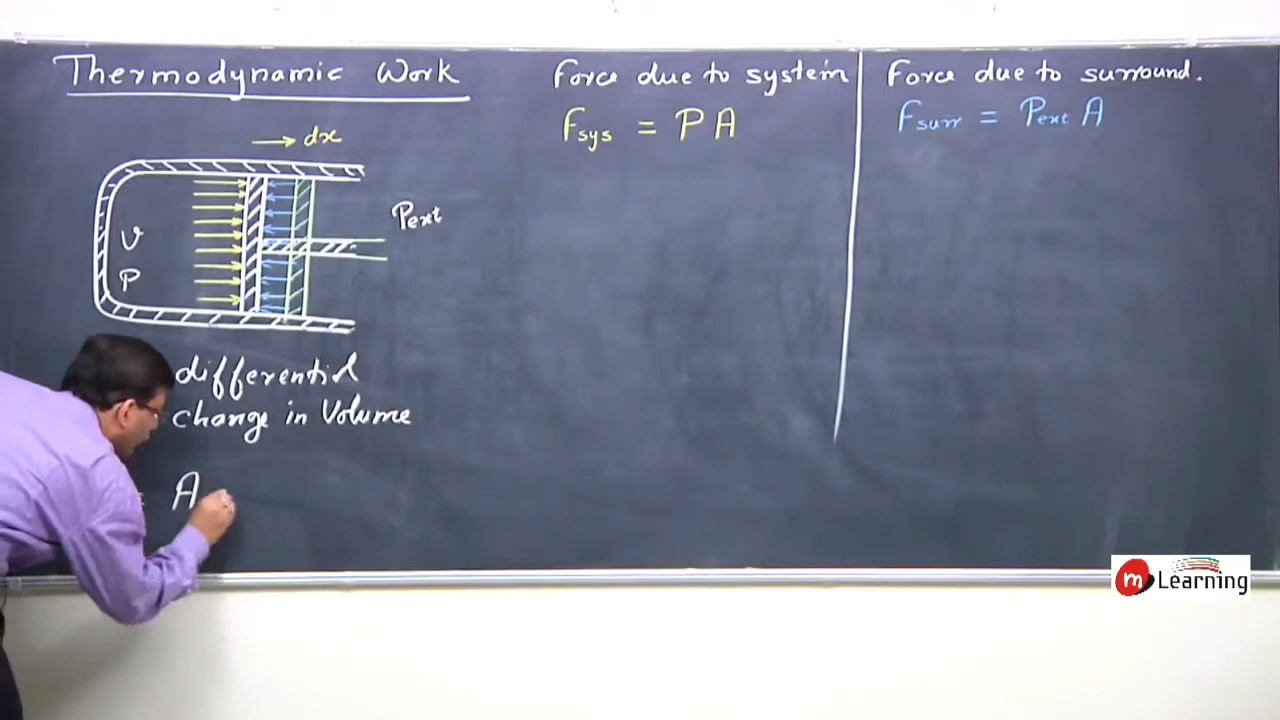 Thermodynamic Work
dx
V
P
Pext
differential
change in Volume
= A
Force due to system
Fsys = P A
Force due to surround.
Fsurr = Pext A
m Learning